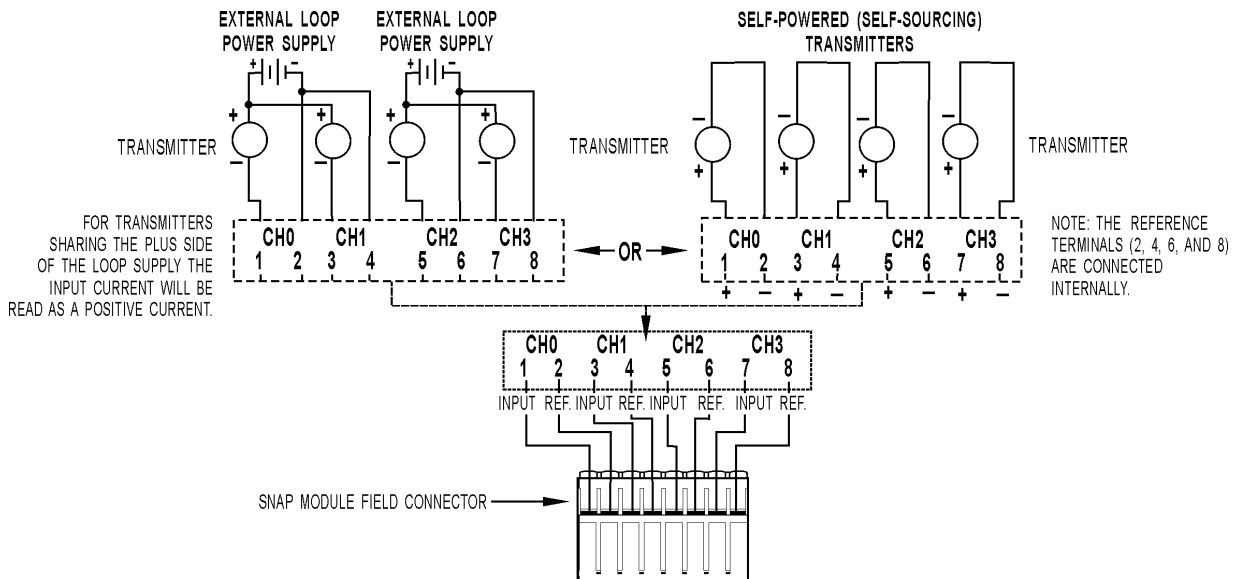 EXTERNAL LOOP
POWER SUPPLY
EXTERNAL LOOP
POWER SUPPLY
SELF-POWERED (SELF-SOURCING)
TRANSMITTERS
+ −
+ −
+ + + +
− − − −
TRANSMITTER
− − − −
+ + + +
TRANSMITTER
TRANSMITTER
FOR TRANSMITTERS
SHARING THE PLUS SIDE
OF THE LOOP SUPPLY THE
INPUT CURRENT WILL BE
READ AS A POSITIVE CURRENT.
CH0 CH1 CH2 CH3
1 2 3 4 5 6 7 8
OR
CH0 CH1 CH2 CH3
1 2 3 4 5 6 7 8
+ − + − + − + −
NOTE: THE REFERENCE
TERMINALS (2, 4, 6, AND 8)
ARE CONNECTED
INTERNALLY.
CH0 CH1 CH2 CH3
1 2 3 4 5 6 7 8
INPUT REF. INPUT REF. INPUT REF. INPUT REF.
SNAP MODULE FIELD CONNECTOR